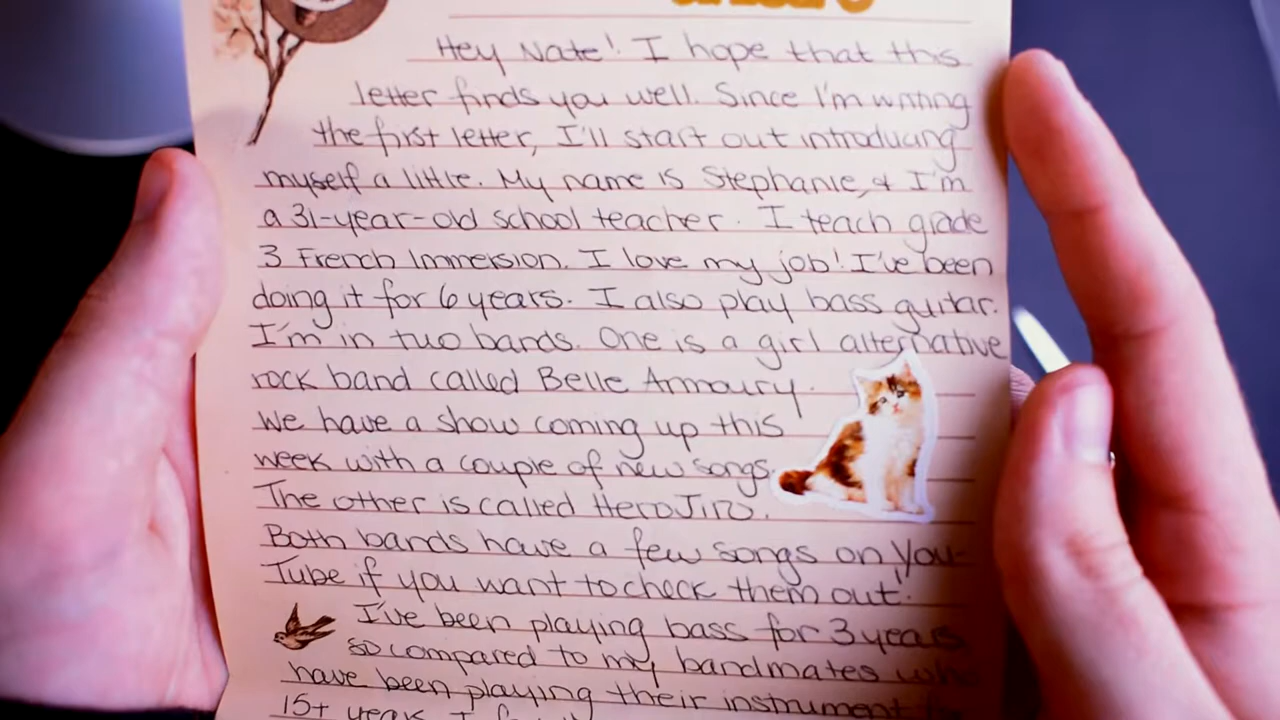 Hey Nate! I hope that this
letter finds you well. Since I'm writing
the first letter, I'll start out introducing
myself a little. My name is Stephanie, & I'm
a 31-year-old school teacher. I teach grade
3 French Immersion. I love my job! I've been
doing it for 6 years. I also play bass guitar.
I'm in two bands. One is a girl alternative
rock band called Belle Armoury.
We have a show coming up this
week with a couple of new songs.
The other is called HeroJiro.
Both bands have a few songs on You-
Tube if you want to check them out!
I've been playing bass for 3 years
so compared to my bandmates who
have been playing their instrument
15+ years, I